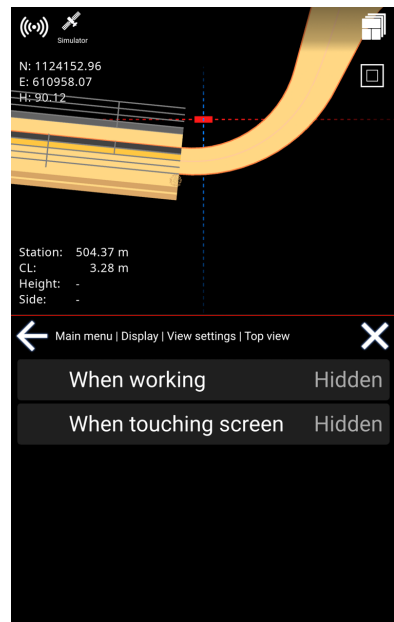 Simulator
N: 1124152.96
E: 610958.07
H: 90.12
Station: 504.37 m
CL: 3.28 m
Height: -
Side: -
Main menu | Display | View settings | Top view
When working Hidden
When touching screen Hidden